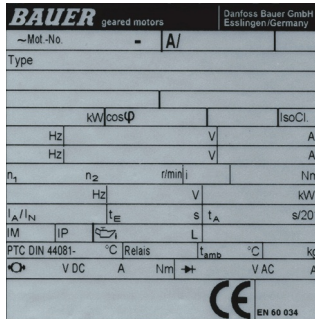 BAUER geared motors Danfoss Bauer GmbH
Esslingen/Germany
~Mot.-No. - A/
Type
kW cosφ IsoCl.
Hz V A
Hz V A
n1 n2 r/min i Nm
Hz V kW
IA/IN tE s tA s/20
IM IP L
PTC DIN 44081- °C Relais tamb °C kg
V DC A Nm V AC A
CE EN 60 034